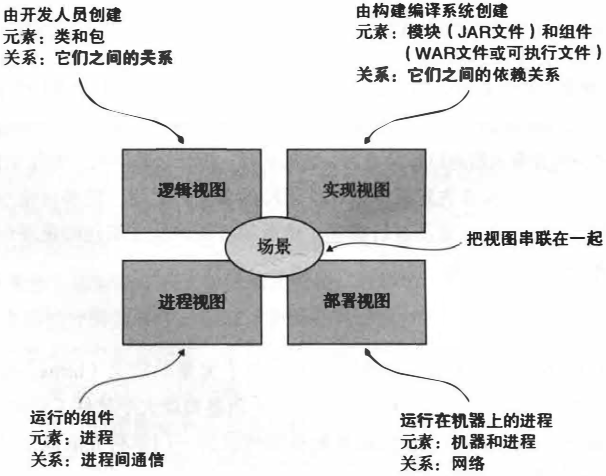 由开发人员创建
元素：类和包
关系：它们之间的关系
由构建编译系统创建
元素：模块（JAR文件）和组件
（WAR文件或可执行文件）
关系：它们之间的依赖关系
逻辑视图
实现视图
场景
把视图串联在一起
进程视图
部署视图
运行的组件
元素：进程
关系：进程间通信
运行在机器上的进程
元素：机器和进程
关系：网络